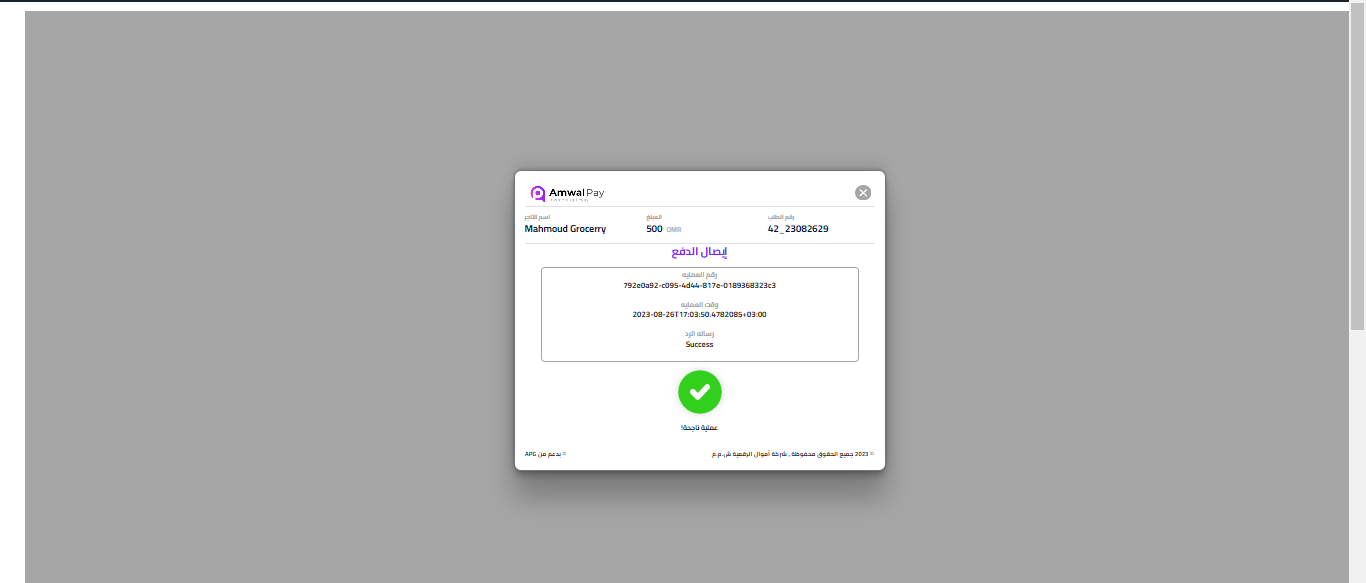 Amwal Pay
اسم التاجر
Mahmoud Grocerry
المبلغ
500 OMR
رقم الطلب
42_23082629
إيصال الدفع
رقم العمليه
792e0a92-c095-4d44-817e-0189368323c3
وقت العمليه
2023-08-26T17:03:50.4782085+03:00
رساله الرد
Success
عملية ناجحة!
© 2023 جميع الحقوق محفوظة , شركة أموال الرقمية ش.م.م
© بدعم من APG